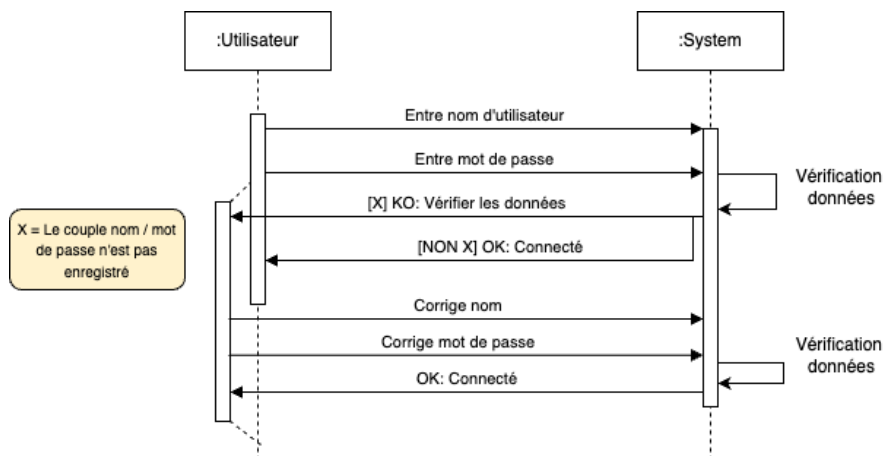 :Utilisateur
:System
Entre nom d'utilisateur
Entre mot de passe
Vérification
données
[X] KO: Vérifier les données
X = Le couple nom / mot
de passe n'est pas
enregistré
[NON X] OK: Connecté
Corrige nom
Corrige mot de passe
Vérification
données
OK: Connecté